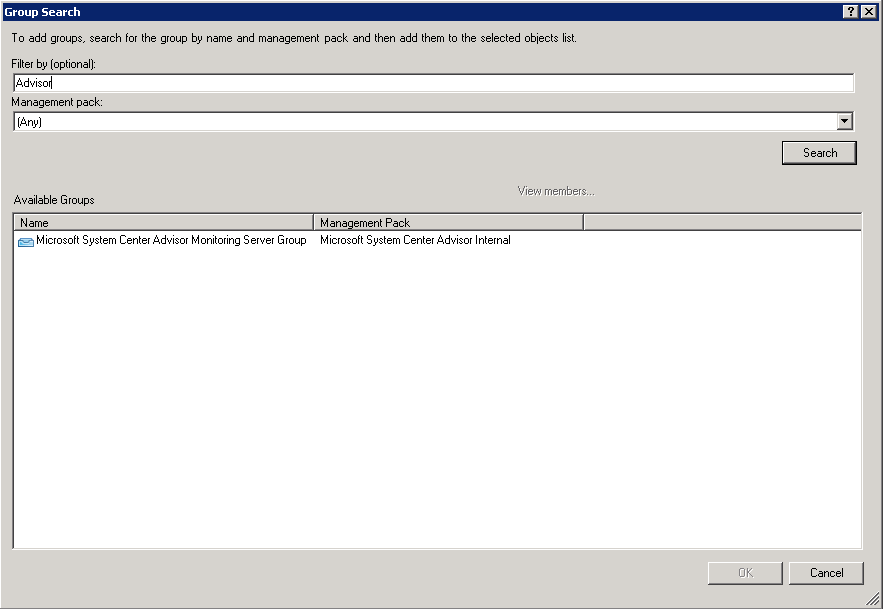 Group Search
To add groups, search for the group by name and management pack and then add them to the selected objects list.
Filter by (optional):
Advisor
Management pack:
(Any)
Search
View members...
Available Groups
Name Management Pack
Microsoft System Center Advisor Monitoring Server Group Microsoft System Center Advisor Internal
OK Cancel